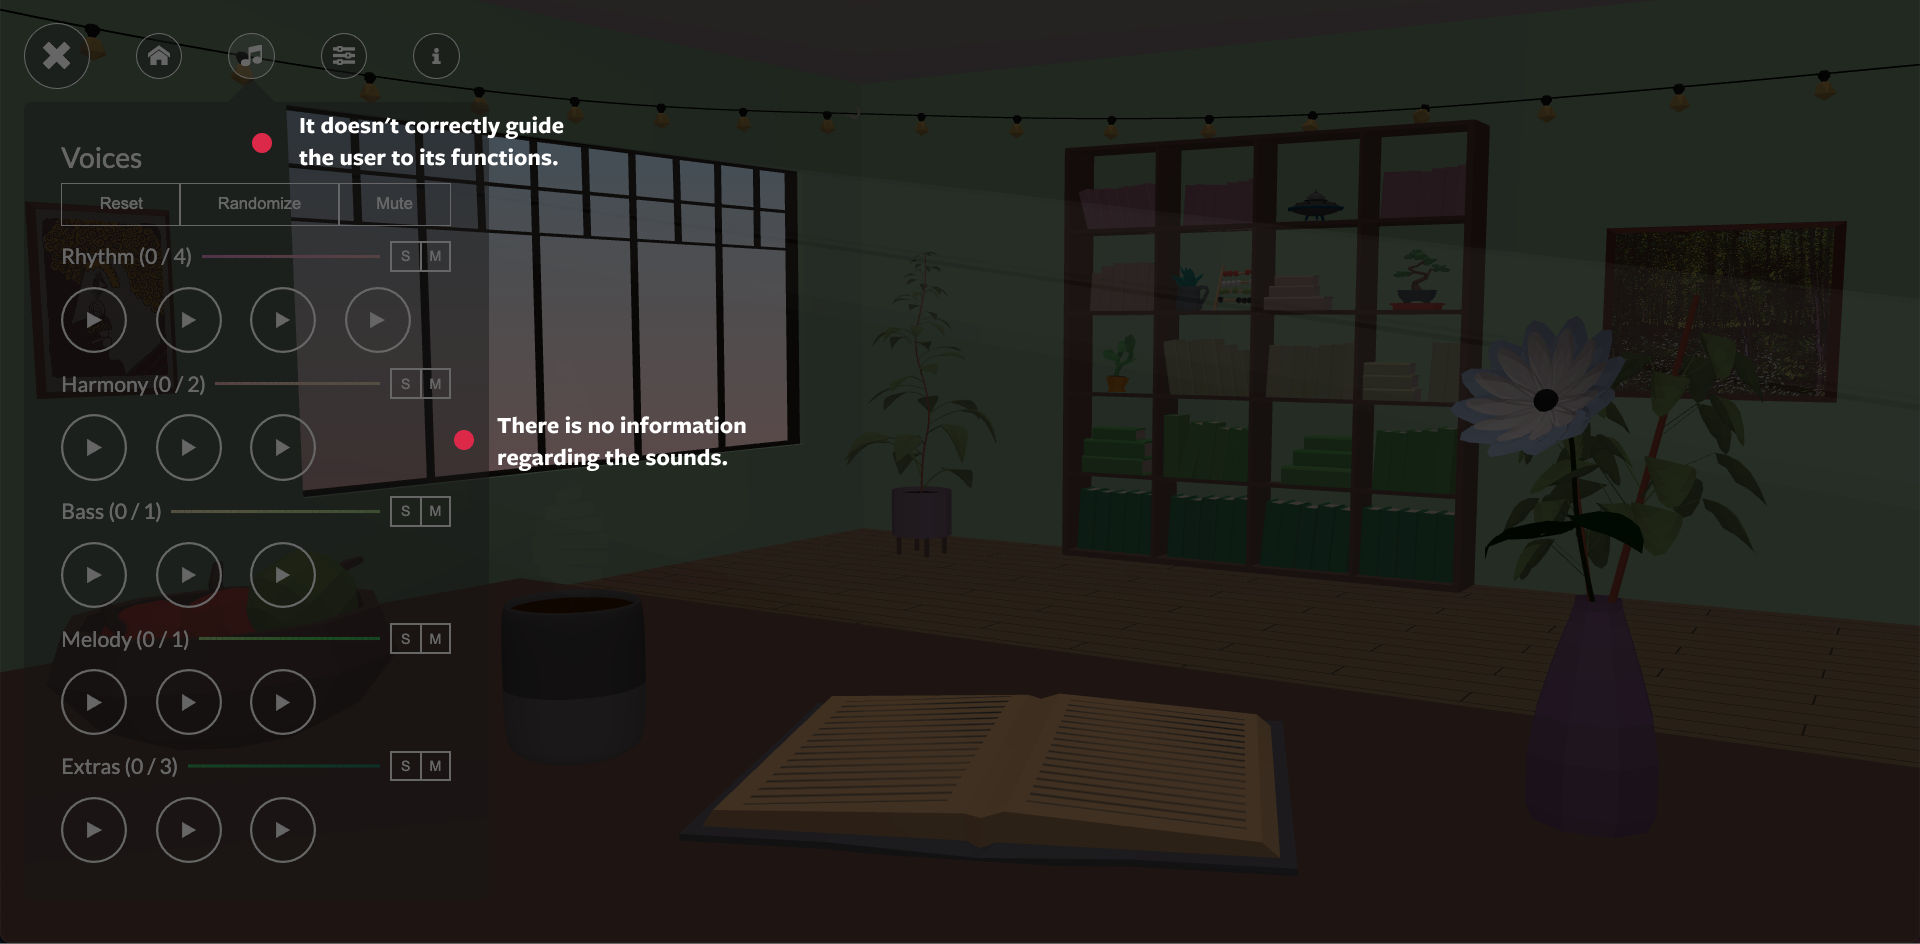 It doesn't correctly guide
the user to its functions.
Voices
Reset Randomize Mute
Rhythm (0 / 4) S M
Harmony (0 / 2) S M
There is no information
regarding the sounds.
Bass (0 / 1) S M
Melody (0 / 1) S M
Extras (0 / 3) S M